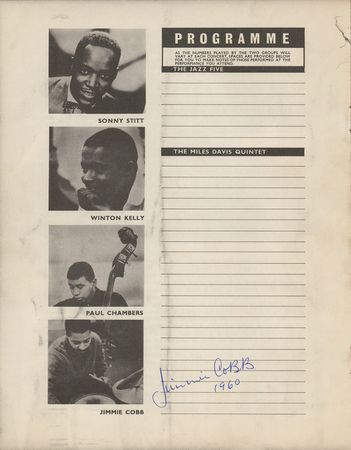 PROGRAMME
AS THE NUMBERS PLAYED BY THE TWO GROUPS WILL
VARY AT EACH CONCERT, SPACES ARE PROVIDED BELOW
FOR YOU TO MAKE NOTES OF THOSE PERFORMED AT THE
PERFORMANCE YOU ATTEND.
THE JAZZ FIVE
SONNY STITT
THE MILES DAVIS QUINTET
WINTON KELLY
PAUL CHAMBERS
JIMMIE COBB
Jimmie CoBB
1960